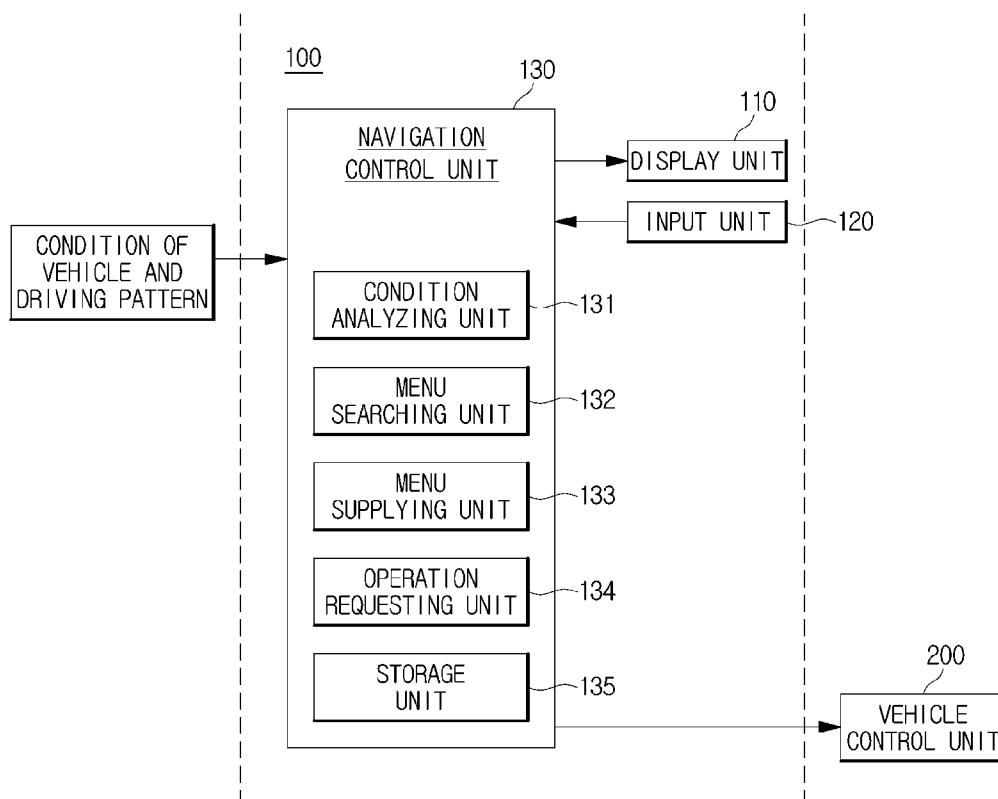 100
130
NAVIGATION
CONTROL UNIT
110
DISPLAY UNIT
INPUT UNIT
120
CONDITION OF
VEHICLE AND
DRIVING PATTERN
CONDITION
ANALYZING UNIT
131
MENU
SEARCHING UNIT
132
MENU
SUPPLYING UNIT
133
OPERATION
REQUESTING UNIT
134
STORAGE
UNIT
135
200
VEHICLE
CONTROL UNIT